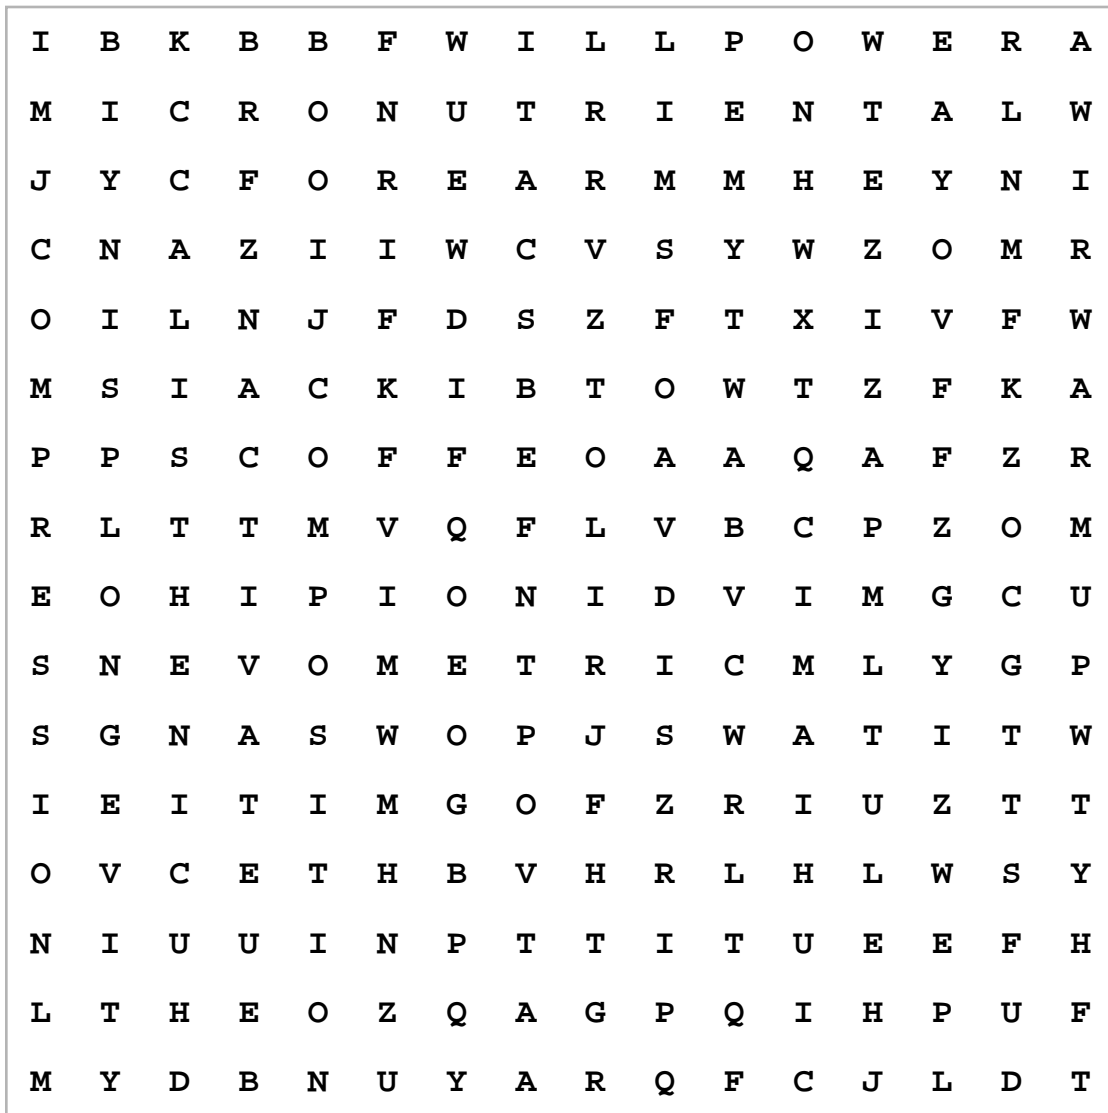 I B K B B F W I L L P O W E R A
M I C R O N U T R I E N T A L W
J Y C F O R E A R M M H E Y N I
C N A Z I I W C V S Y W Z O M R
O I L N J F D S Z F T X I V F W
M S I A C K I B T O W T Z F K A
P P S C O F F E O A A Q A F Z R
R L T T M V Q F L V B C P Z O M
E O H I P I O N I D V I M G C U
S N E V O M E T R I C M L Y G P
S G N A S W O P J S W A T I T W
I E I T I M G O F Z R I U Z T T
O V C E T H B V H R L H L W S Y
N I U U I N P T T I T U E E F H
L T H E O Z Q A G P Q I H P U F
M Y D B N U Y A R Q F C J L D T